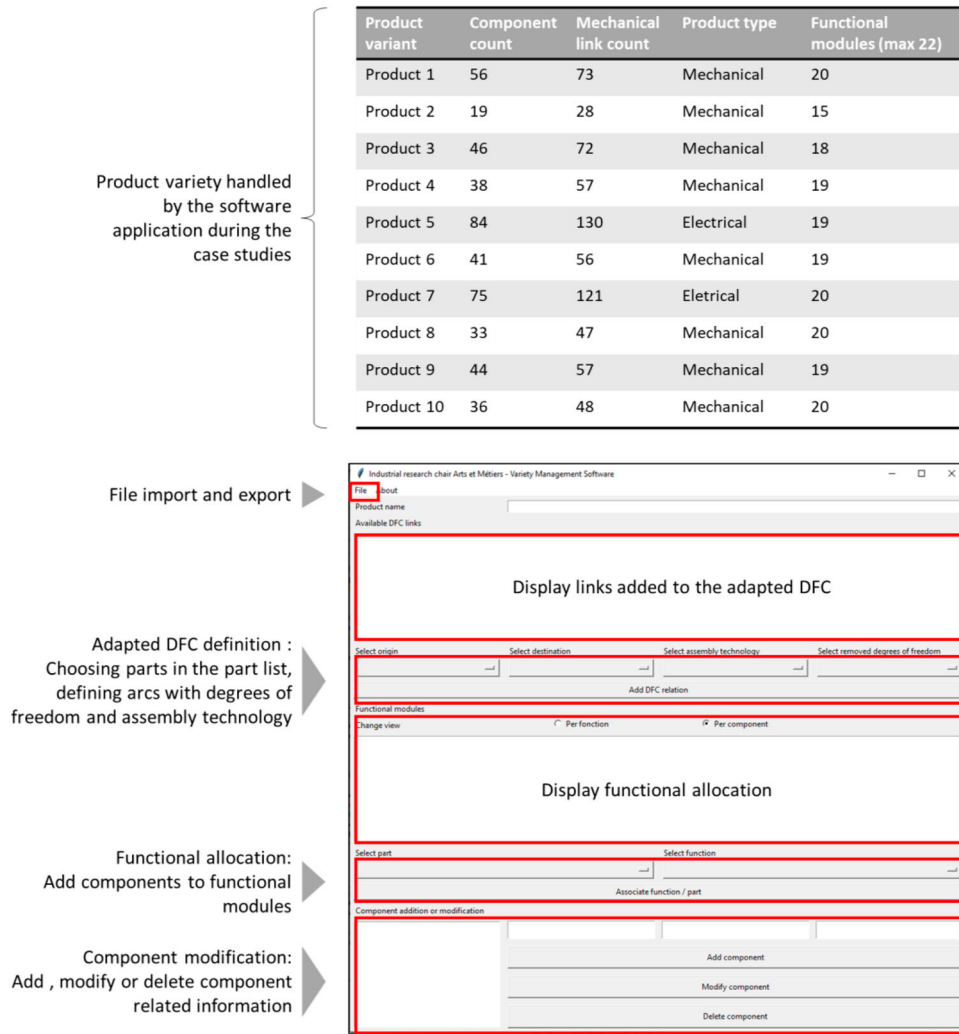 Product variant Component count Mechanical link count Product type Functional modules (max 22)
Product 1 56 73 Mechanical 20
Product 2 19 28 Mechanical 15
Product 3 46 72 Mechanical 18
Product 4 38 57 Mechanical 19
Product 5 84 130 Electrical 19
Product 6 41 56 Mechanical 19
Product 7 75 121 Eletrical 20
Product 8 33 47 Mechanical 20
Product 9 44 57 Mechanical 19
Product 10 36 48 Mechanical 20
Product variety handled
by the software
application during the
case studies
File import and export
Industrial research chair Arts et Métiers - Variety Management Software
File About
Product name
Available DFC links
Display links added to the adapted DFC
Adapted DFC definition :
Choosing parts in the part list,
defining arcs with degrees of
freedom and assembly technology
Select origin Select destination Select assembly technology Select removed degrees of freedom
Add DFC relation
Functional modules
Change view Per fonction Per component
Display functional allocation
Functional allocation:
Add components to functional
modules
Select part Select function
Associate function / part
Component addition or modification
Component modification:
Add , modify or delete component
related information
Add component
Modify component
Delete component